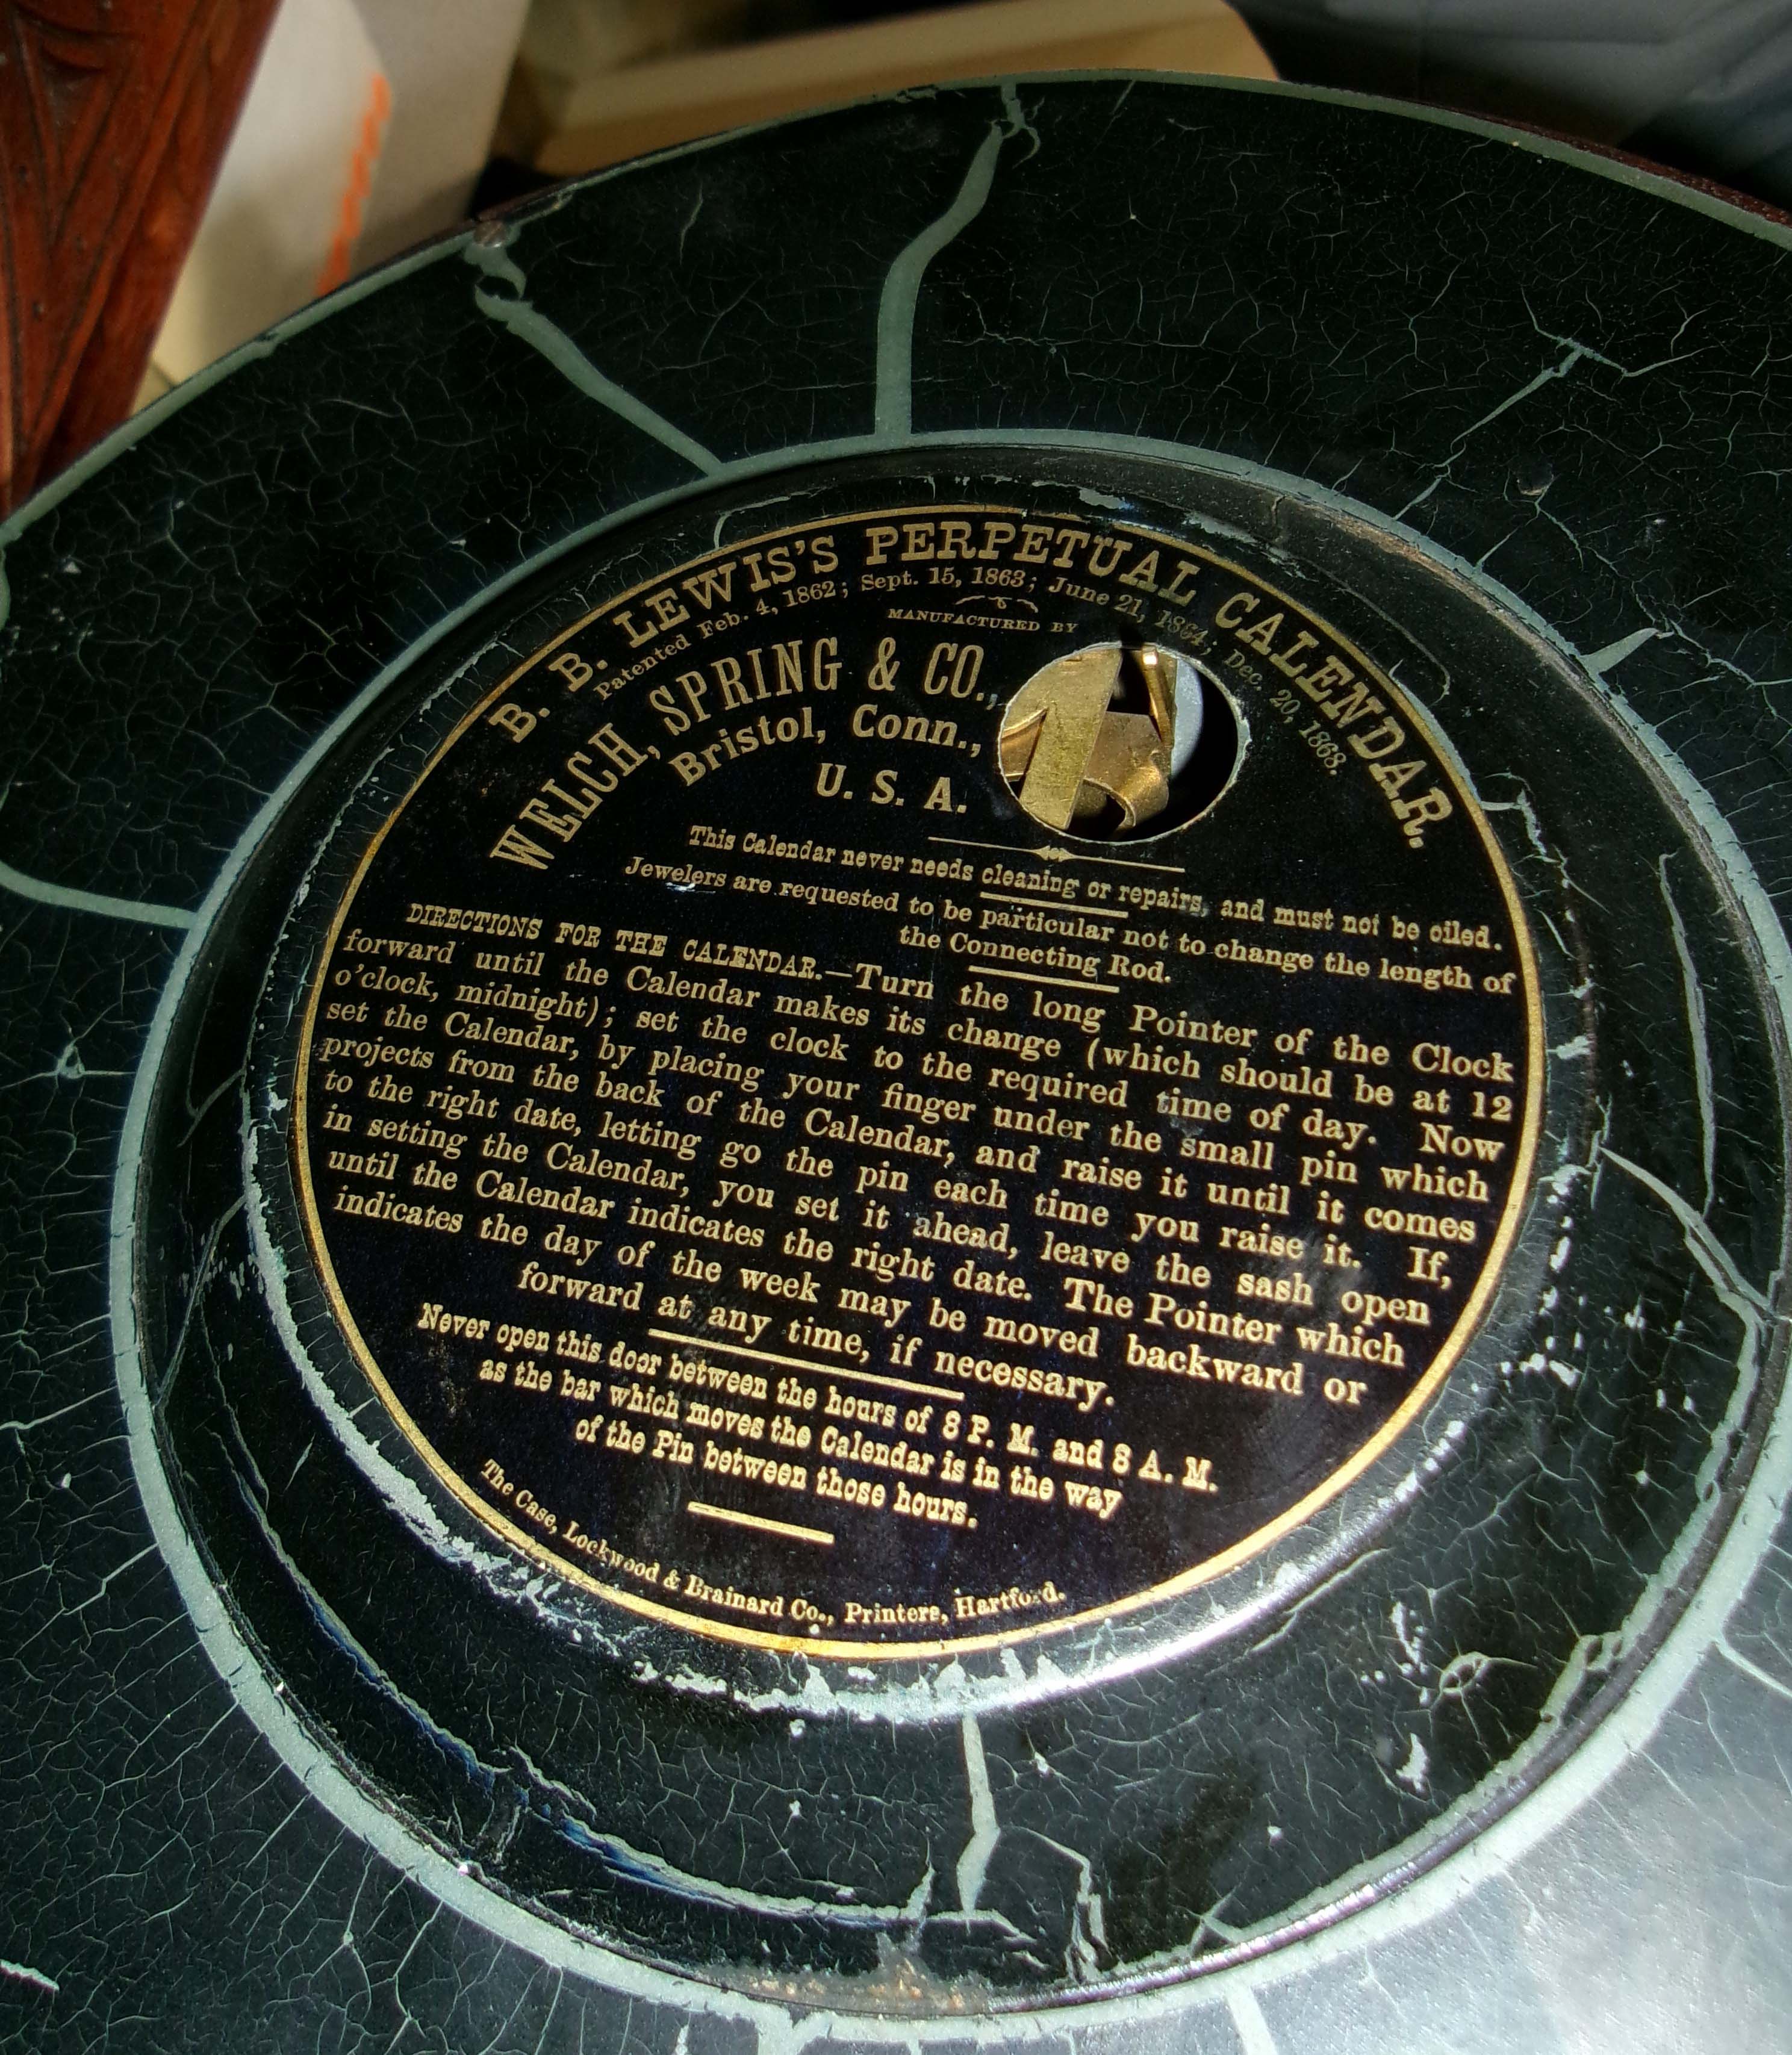 B. B. LEWIS'S PERPETUAL CALENDAR.
Patented Feb. 4, 1862; Sept. 15, 1863; June 21, 1864; Dec. 20, 1868.
MANUFACTURED BY
WELCH, SPRING & CO.,
Bristol, Conn.,
U. S. A.
This Calendar never needs cleaning or repairs, and must not be oiled.
Jewelers are requested to be particular not to change the length of
the Connecting Rod.
DIRECTIONS FOR THE CALENDAR.—Turn the long Pointer of the Clock
forward until the Calendar makes its change (which should be at 12
o'clock, midnight); set the clock to the required time of day. Now
set the Calendar, by placing your finger under the small pin which
projects from the back of the Calendar, and raise it until it comes
to the right date, letting go the pin each time you raise it. If,
in setting the Calendar, you set it ahead, leave the sash open
until the Calendar indicates the right date. The Pointer which
indicates the day of the week may be moved backward or
forward at any time, if necessary.
Never open this door between the hours of 8 P. M. and 8 A. M.
as the bar which moves the Calendar is in the way
of the Pin between those hours.
The Case, Lockwood & Brainard Co., Printers, Hartford.